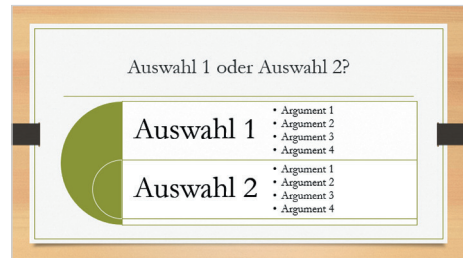 Auswahl 1 oder Auswahl 2?
Auswahl 1
• Argument 1
• Argument 2
• Argument 3
• Argument 4
Auswahl 2
• Argument 1
• Argument 2
• Argument 3
• Argument 4